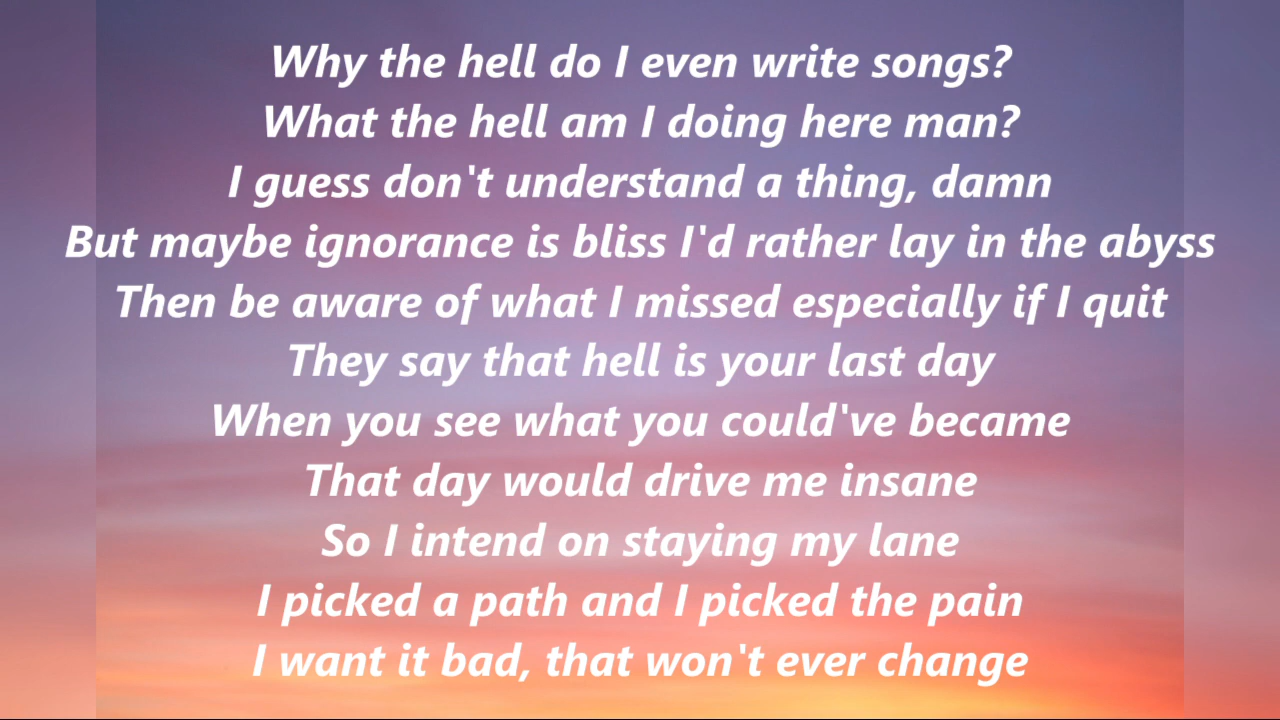 Why the hell do I even write songs?
What the hell am I doing here man?
I guess don't understand a thing, damn
But maybe ignorance is bliss I'd rather lay in the abyss
Then be aware of what I missed especially if I quit
They say that hell is your last day
When you see what you could've became
That day would drive me insane
So I intend on staying my lane
I picked a path and I picked the pain
I want it bad, that won't ever change